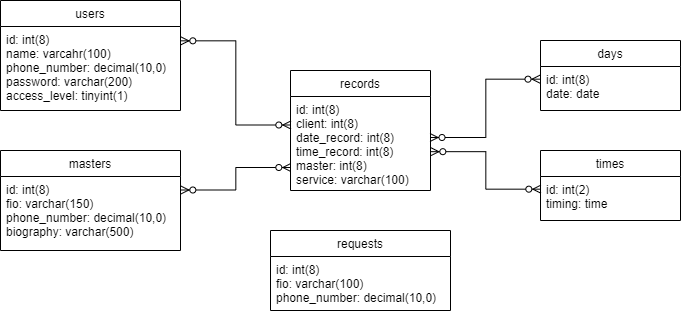 users
id: int(8)
name: varcahr(100)
phone_number: decimal(10,0)
password: varchar(200)
access_level: tinyint(1)
masters
id: int(8)
fio: varchar(150)
phone_number: decimal(10,0)
biography: varchar(500)
records
id: int(8)
client: int(8)
date_record: int(8)
time_record: int(8)
master: int(8)
service: varchar(100)
requests
id: int(8)
fio: varchar(100)
phone_number: decimal(10,0)
days
id: int(8)
date: date
times
id: int(2)
timing: time